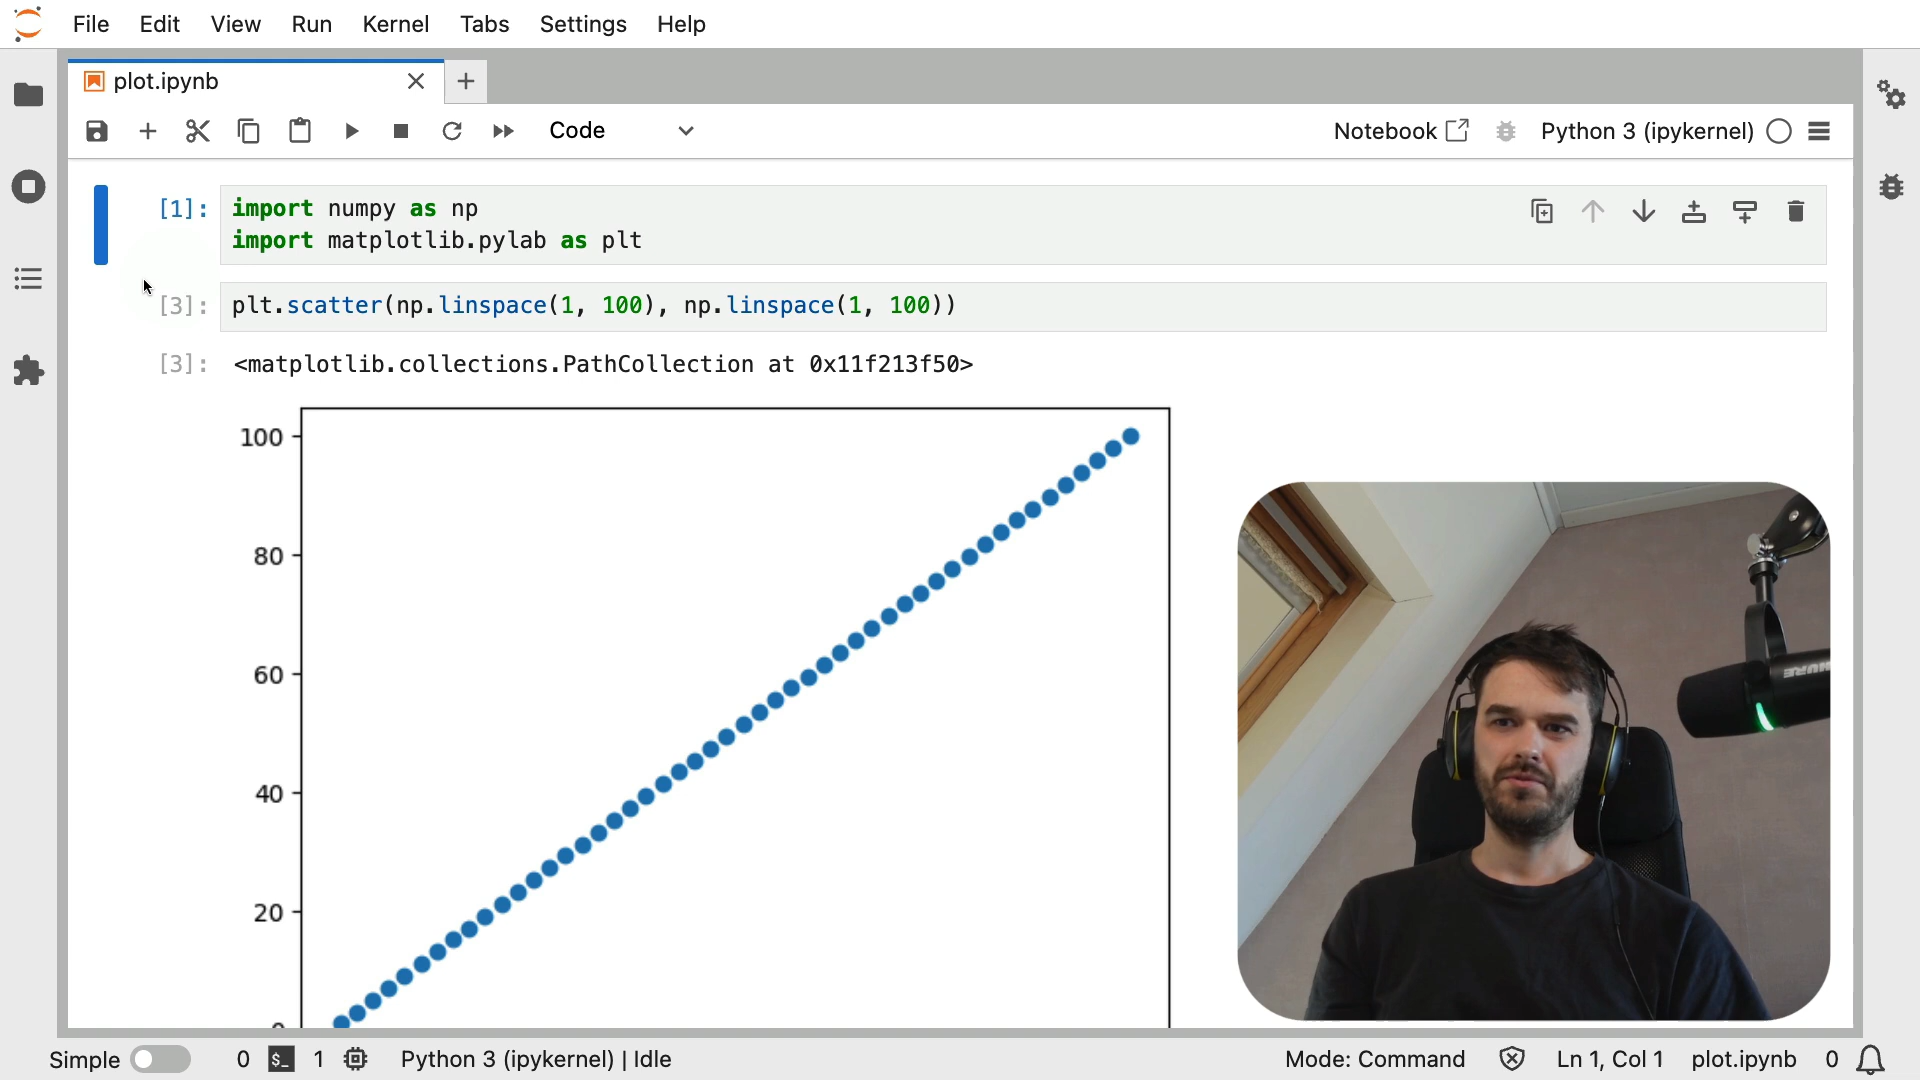 File Edit View Run Kernel Tabs Settings Help
plot.ipynb
Code
Notebook
Python 3 (ipykernel)
[1]:
import numpy as np
import matplotlib.pylab as plt
[3]:
plt.scatter(np.linspace(1, 100), np.linspace(1, 100))
[3]:
<matplotlib.collections.PathCollection at 0x11f213f50>
100
80
60
40
20
SHURE
Simple 0 $_ 1 Python 3 (ipykernel) | Idle
Mode: Command Ln 1, Col 1 plot.ipynb 0